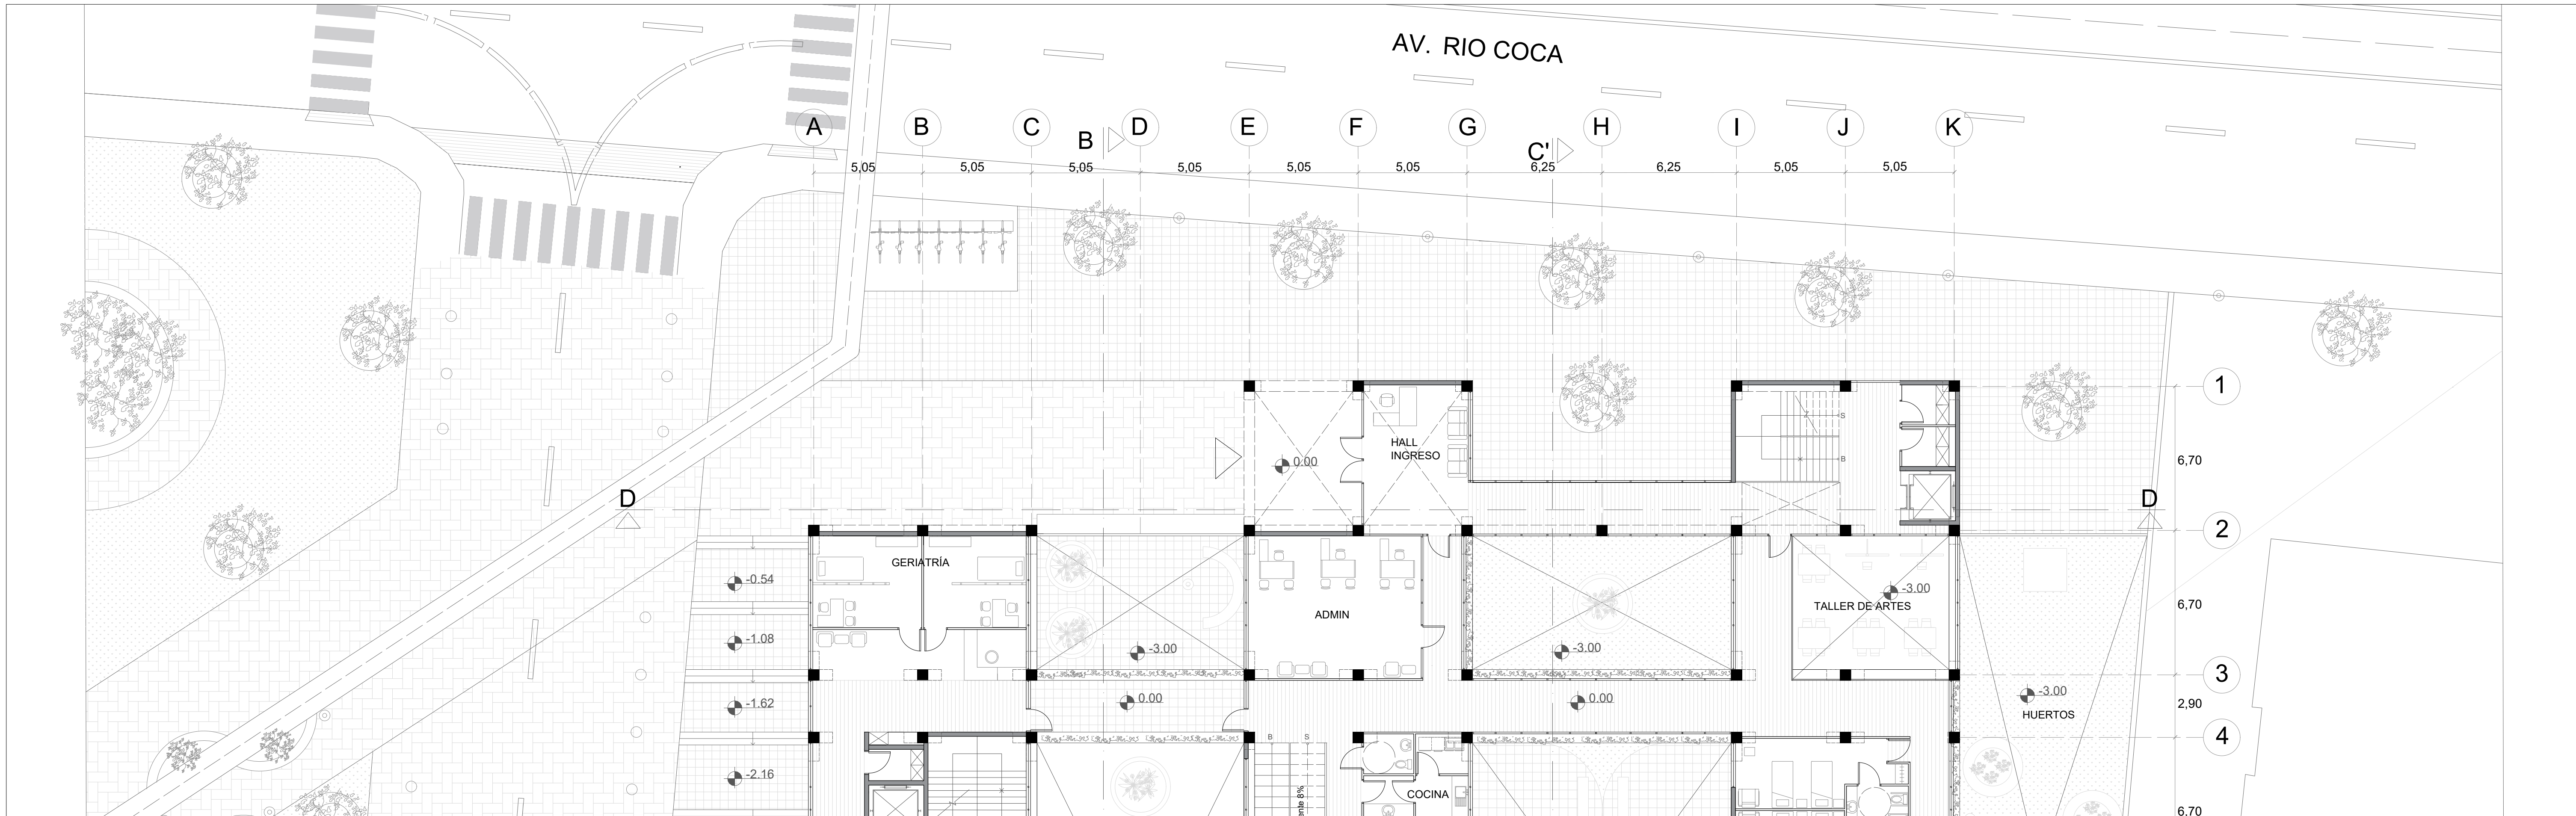 AV. RIO COCA
A
B
C
B
D
E
F
G
C'
H
I
J
K
5,05
5,05
5,05
5,05
5,05
5,05
6,25
6,25
5,05
5,05
1
HALL
INGRESO
S
B
0.00
6,70
D
D
2
GERIATRÍA
-0.54
-3.00
ADMIN
TALLER DE ARTES
6,70
-1.08
-3.00
-3.00
3
-1.62
0.00
0.00
-3.00
2,90
HUERTOS
B
S
4
-2.16
COCINA
ente 8%
6,70